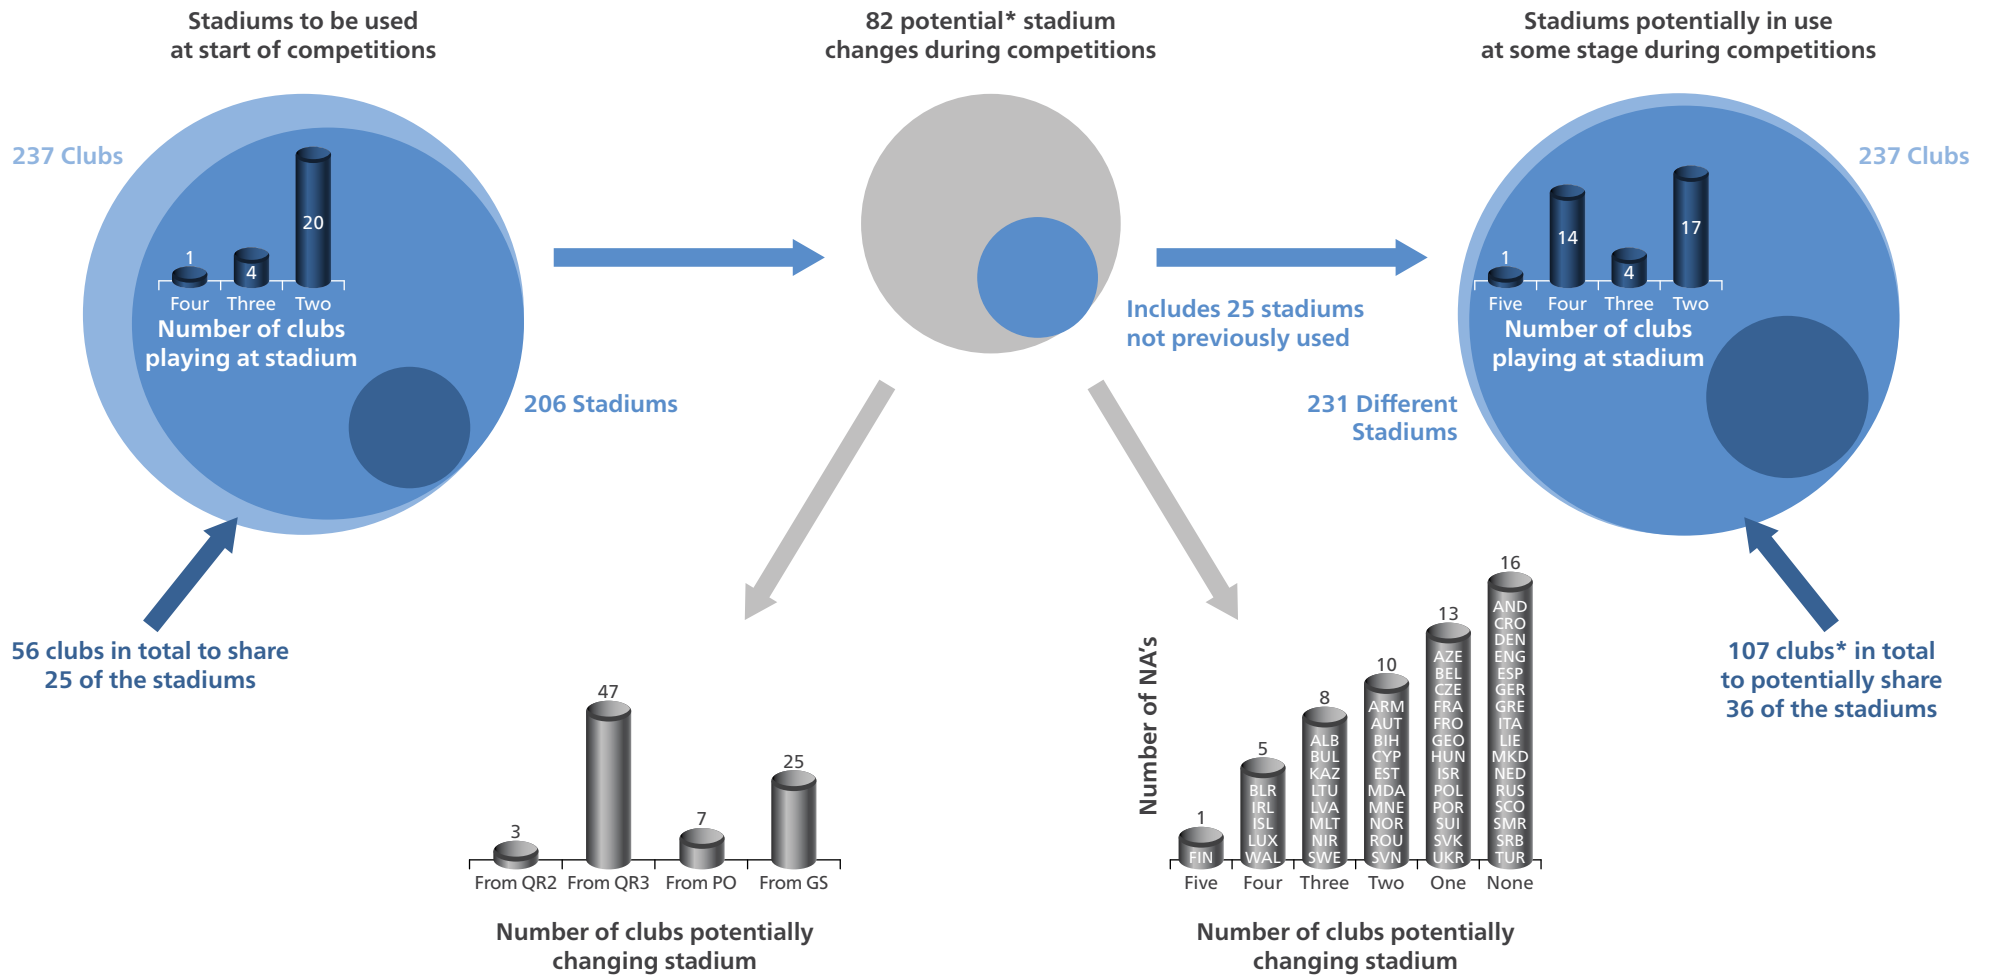 Stadiums to be used
at start of competitions
82 potential* stadium
changes during competitions
Stadiums potentially in use
at some stage during competitions
237 Clubs
1
4
20
Four
Three
Two
Number of clubs
playing at stadium
206 Stadiums
56 clubs in total to share
25 of the stadiums
Includes 25 stadiums
not previously used
237 Clubs
1
14
4
17
Five
Four
Three
Two
Number of clubs
playing at stadium
231 Different
Stadiums
107 clubs* in total
to potentially share
36 of the stadiums
3
47
7
25
From QR2
From QR3
From PO
From GS
Number of clubs potentially
changing stadium
Number of NA's
1
FIN
Five
5
BLR
IRL
ISL
LUX
WAL
Four
8
ALB
BUL
KAZ
LTU
LVA
MLT
NIR
SWE
Three
10
ARM
AUT
BIH
CYP
EST
MDA
MNE
NOR
ROU
SVN
Two
13
AZE
BEL
CZE
FRA
FRO
GEO
HUN
ISR
POL
POR
SUI
SVK
UKR
One
16
AND
CRO
DEN
ENG
ESP
GER
GRE
ITA
LIE
MKD
NED
RUS
SCO
SMR
SRB
TUR
None
Number of clubs potentially
changing stadium